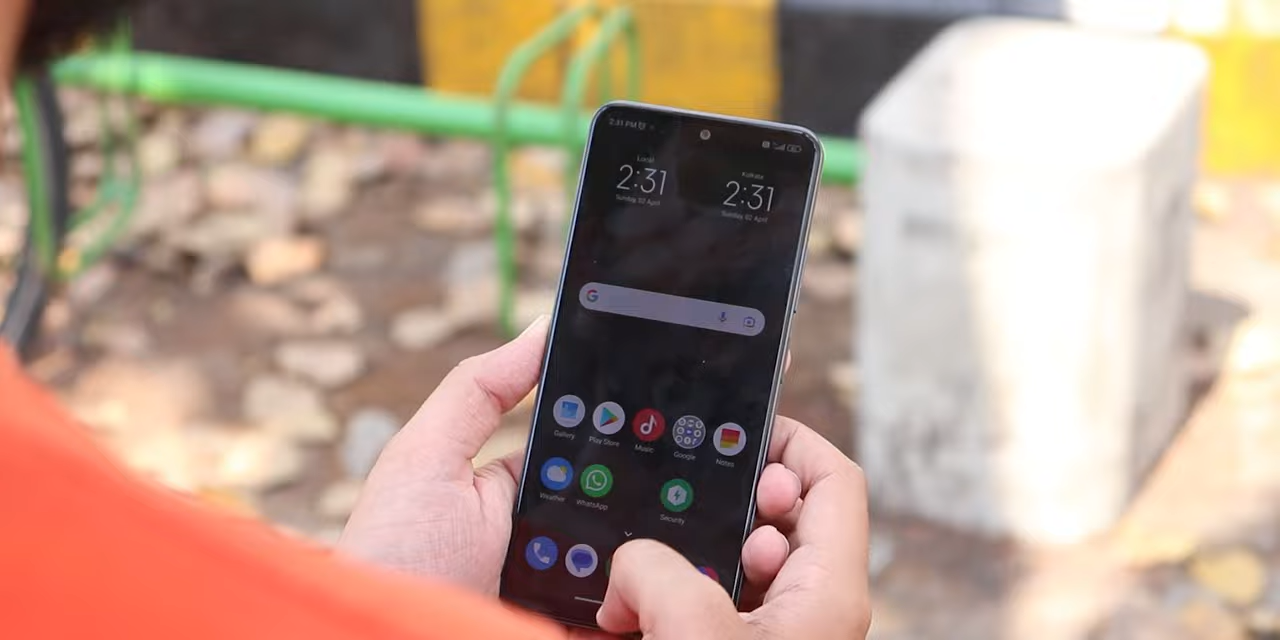 2:31 PM
Local
2:31
Sunday, 02 April
Kolkata
2:31
Sunday, 02 April
G
Gallery
Play Store
Music
Google
Notes
Weather
WhatsApp
Security